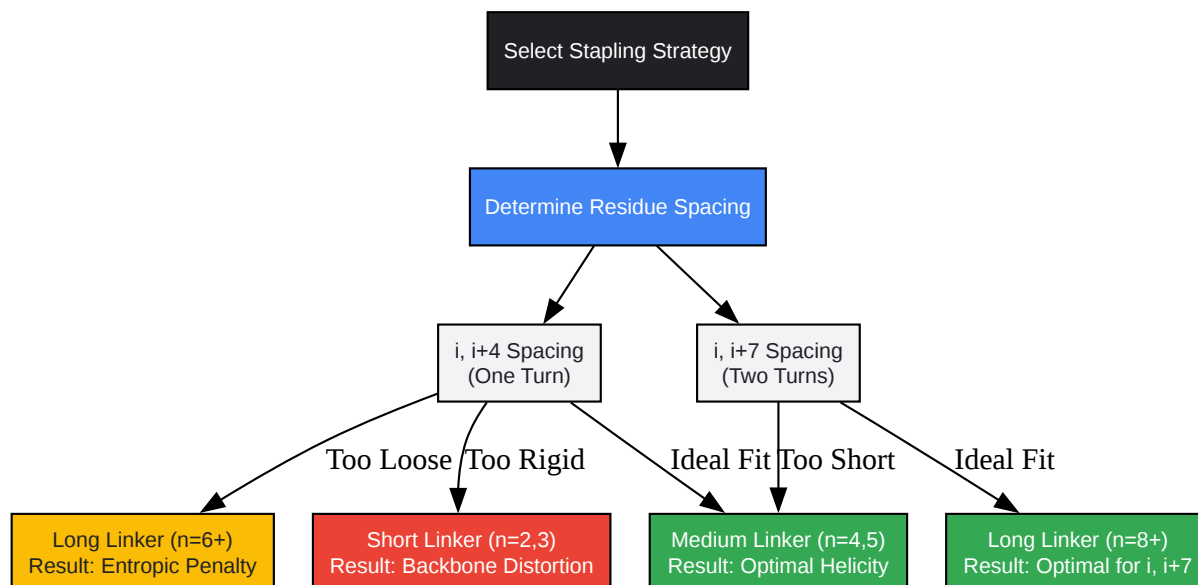 Select Stapling Strategy
Determine Residue Spacing
i, i+4 Spacing
(One Turn)
i, i+7 Spacing
(Two Turns)
Too Loose
Too Rigid
Ideal Fit
Too Short
Ideal Fit
Long Linker (n=6+)
Result: Entropic Penalty
Short Linker (n=2,3)
Result: Backbone Distortion
Medium Linker (n=4,5)
Result: Optimal Helicity
Long Linker (n=8+)
Result: Optimal for i, i+7